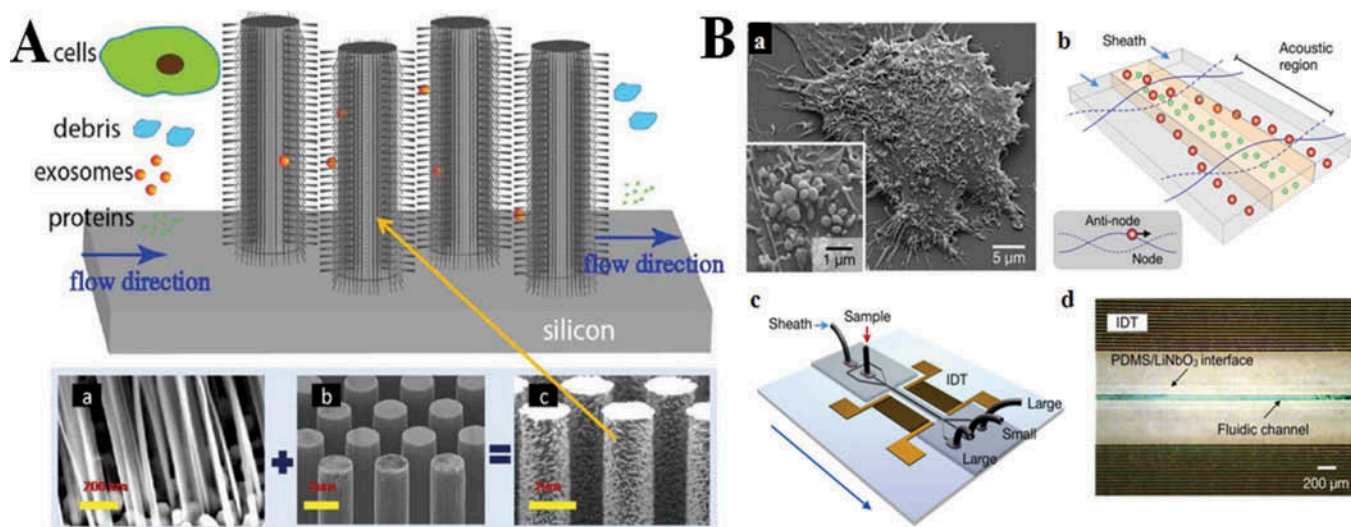 A
cells
debris
exosomes
proteins
flow direction
flow direction
silicon
a
200 nm
+
b
=
c
B
a
1 µm
5 µm
b
Sheath
Acoustic
region
Anti-node
Node
c
Sheath
Sample
IDT
Large
Small
Large
d
IDT
PDMS/LiNbO₃ interface
Fluidic channel
200 µm